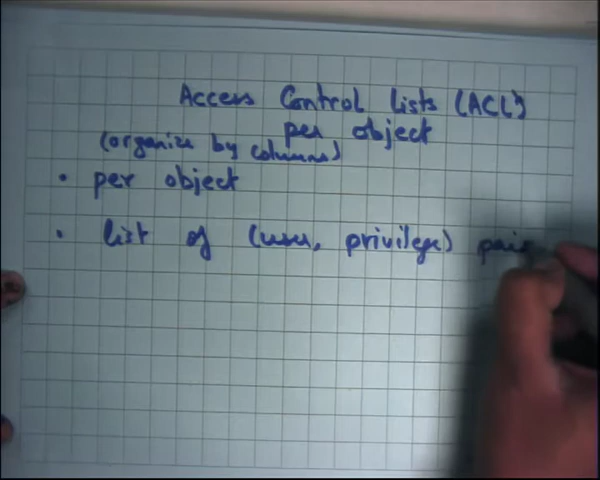 Access Control Lists (ACL)
per object
(organize by columns)
• per object
• list of (user, privilege) pairs